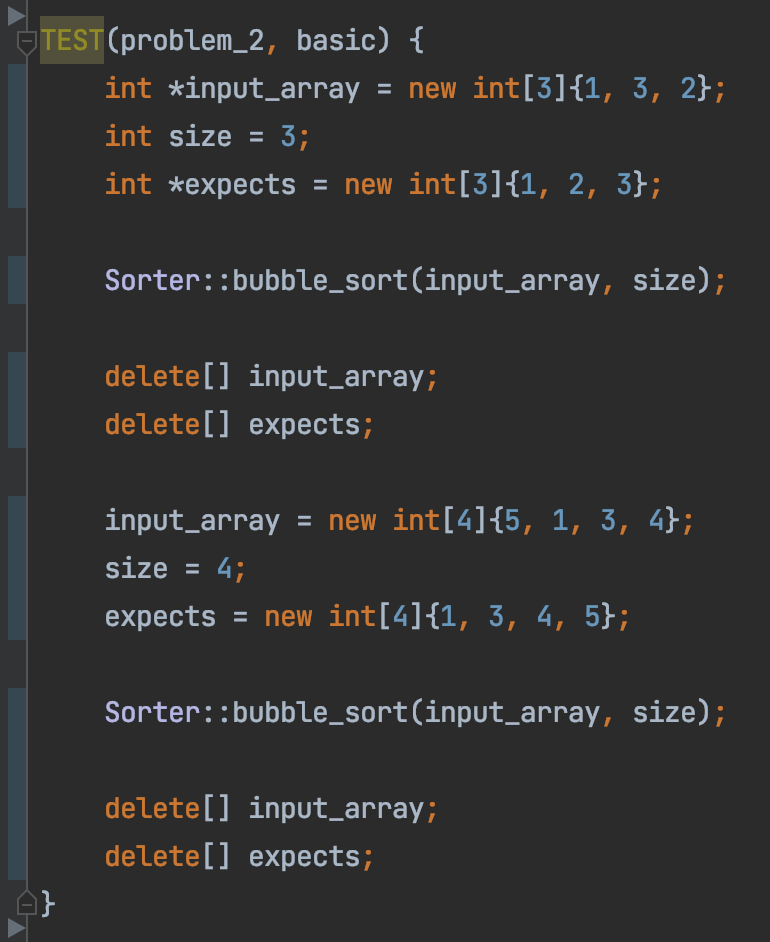 TEST(problem_2, basic) {
    int *input_array = new int[3]{1, 3, 2};
    int size = 3;
    int *expects = new int[3]{1, 2, 3};

    Sorter::bubble_sort(input_array, size);

    delete[] input_array;
    delete[] expects;

    input_array = new int[4]{5, 1, 3, 4};
    size = 4;
    expects = new int[4]{1, 3, 4, 5};

    Sorter::bubble_sort(input_array, size);

    delete[] input_array;
    delete[] expects;
}